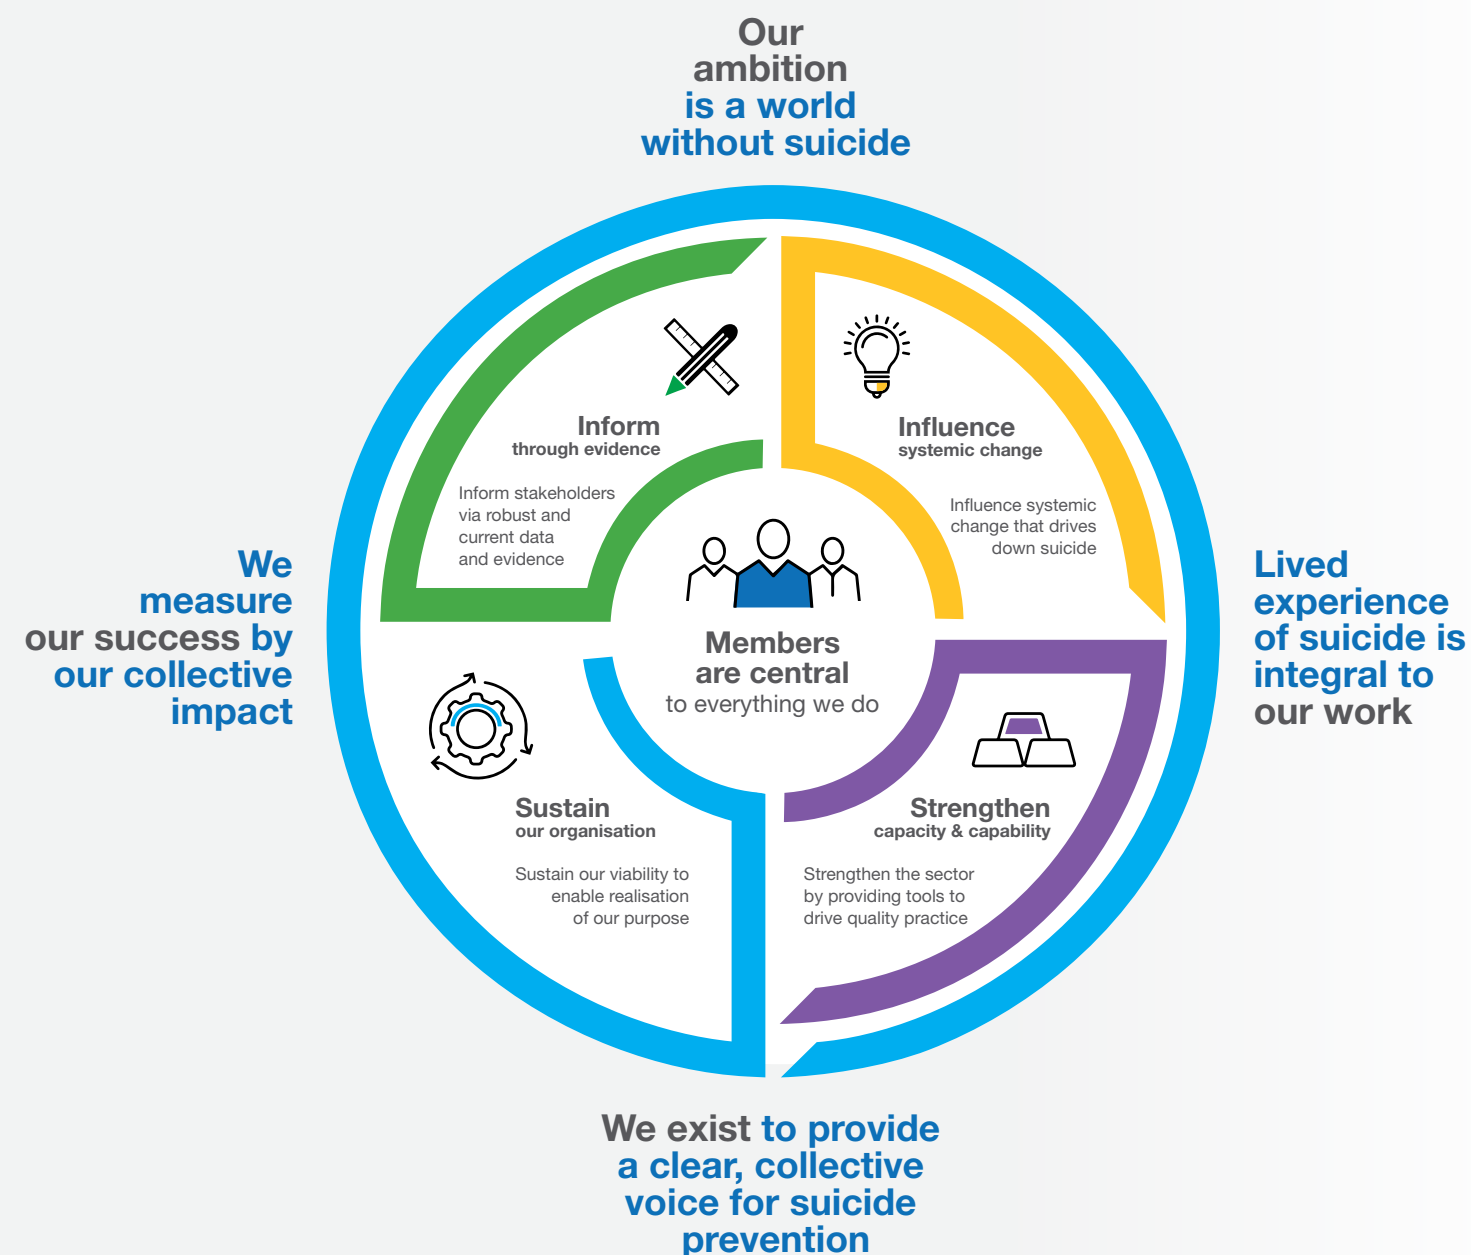 Our
ambition
is a world
without suicide
Inform
through evidence
Inform stakeholders
via robust and
current data
and evidence
Influence
systemic change
Influence systemic
change that drives
down suicide
We
measure
our success by
our collective
impact
Members
are central
to everything we do
Lived
experience
of suicide is
integral to
our work
Sustain
our organisation
Sustain our viability to
enable realisation
of our purpose
Strengthen
capacity & capability
Strengthen the sector
by providing tools to
drive quality practice
We exist to provide
a clear, collective
voice for suicide
prevention